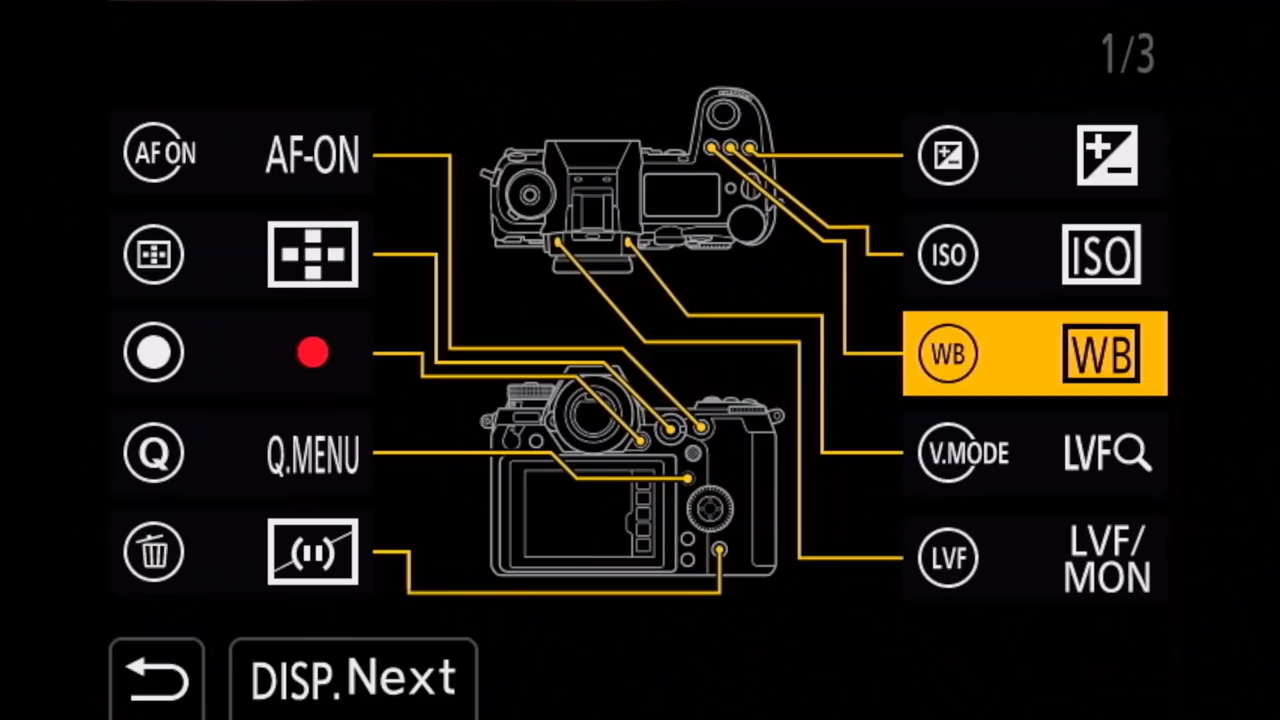 1/3
AF ON AF-ON
Q Q.MENU
ISO ISO
WB WB
V.MODE LVF
LVF LVF/
MON
DISP.Next